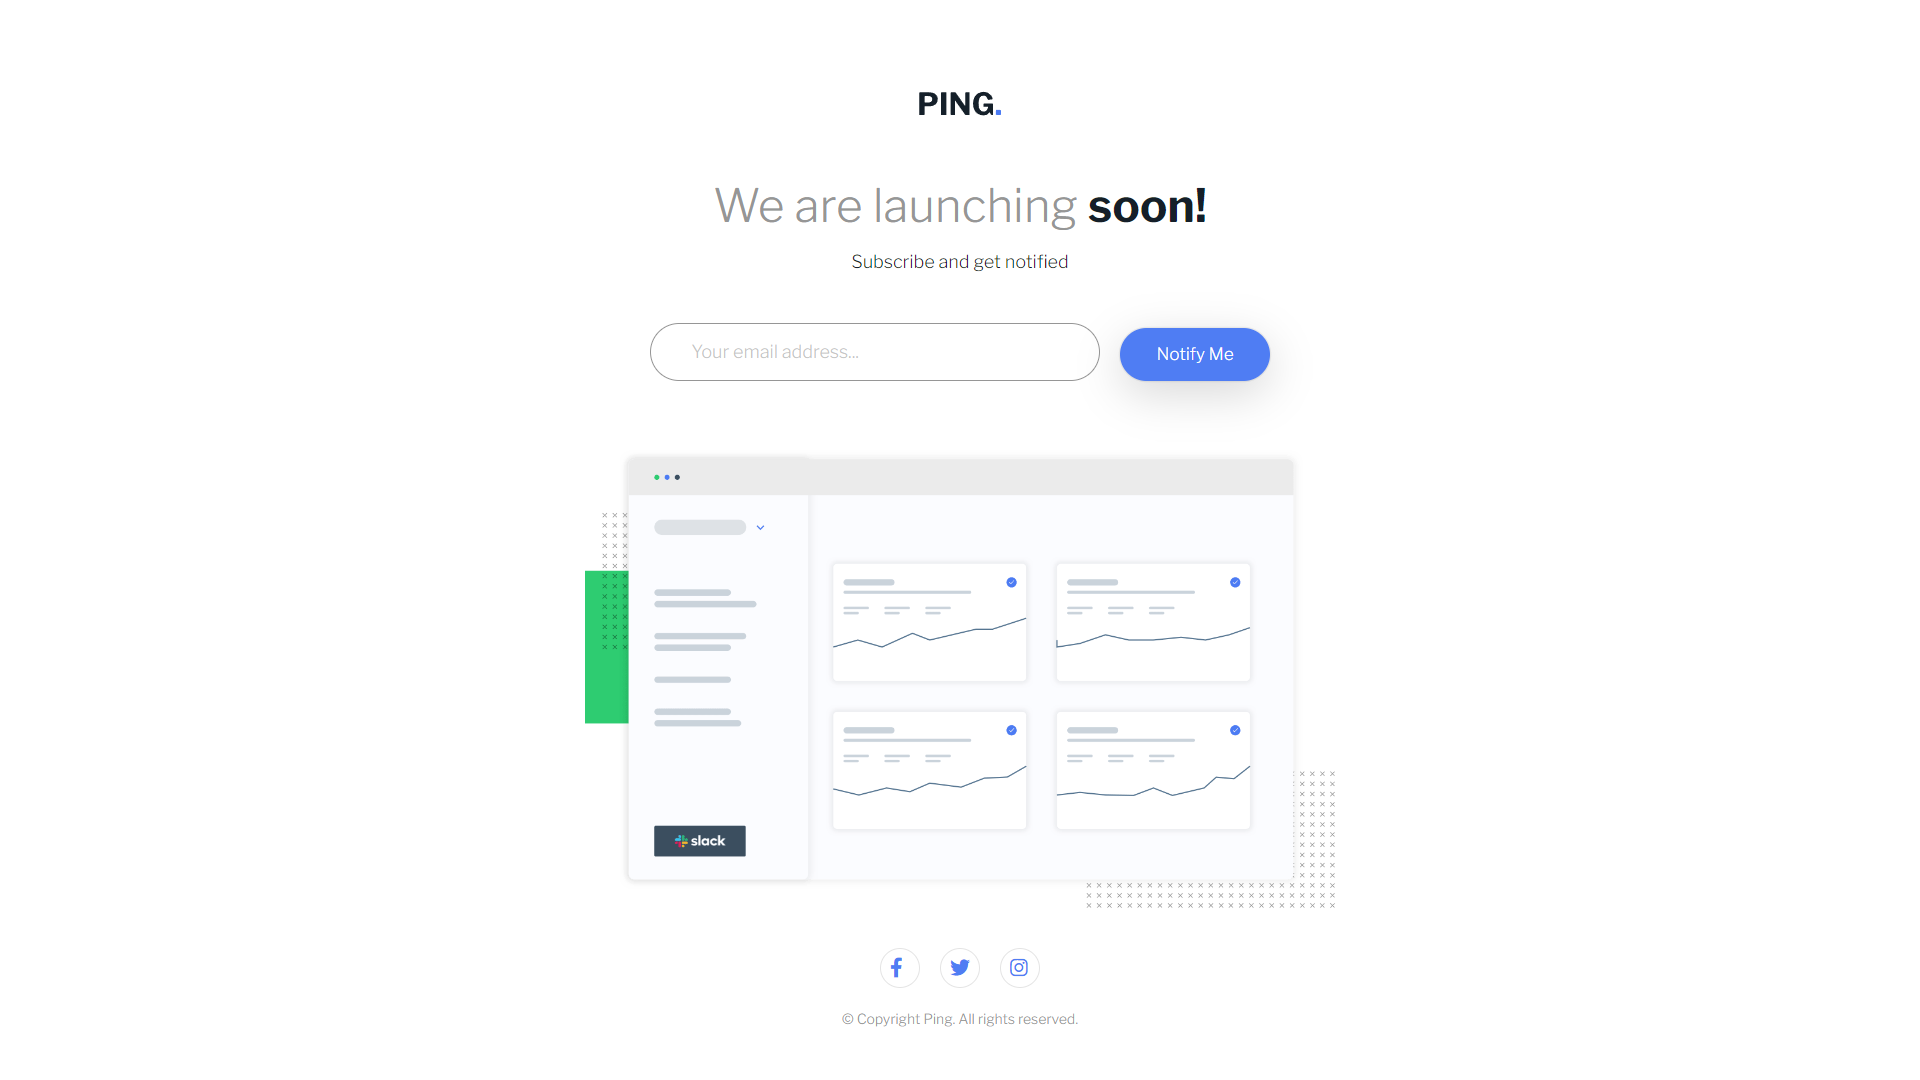 PING.
We are launching soon!
Subscribe and get notified
Your email address...
Notify Me
slack
© Copyright Ping. All rights reserved.